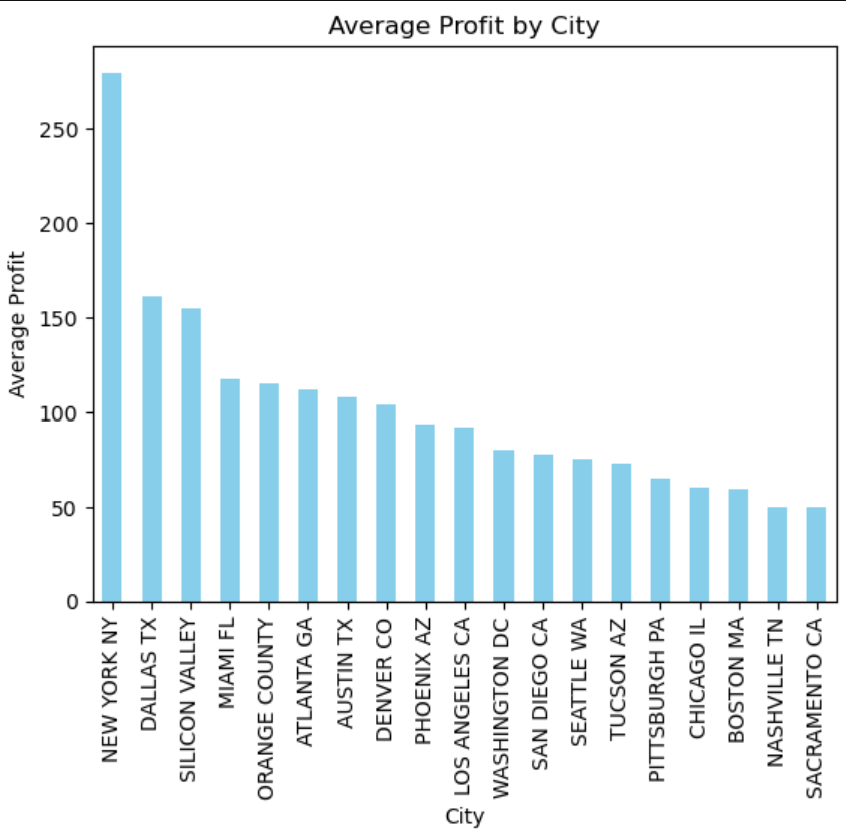 Average Profit by City
Average Profit
250
200
150
100
50
0
NEW YORK NY
DALLAS TX
SILICON VALLEY
MIAMI FL
ORANGE COUNTY
ATLANTA GA
AUSTIN TX
DENVER CO
PHOENIX AZ
LOS ANGELES CA
WASHINGTON DC
SAN DIEGO CA
SEATTLE WA
TUCSON AZ
PITTSBURGH PA
CHICAGO IL
BOSTON MA
NASHVILLE TN
SACRAMENTO CA
City